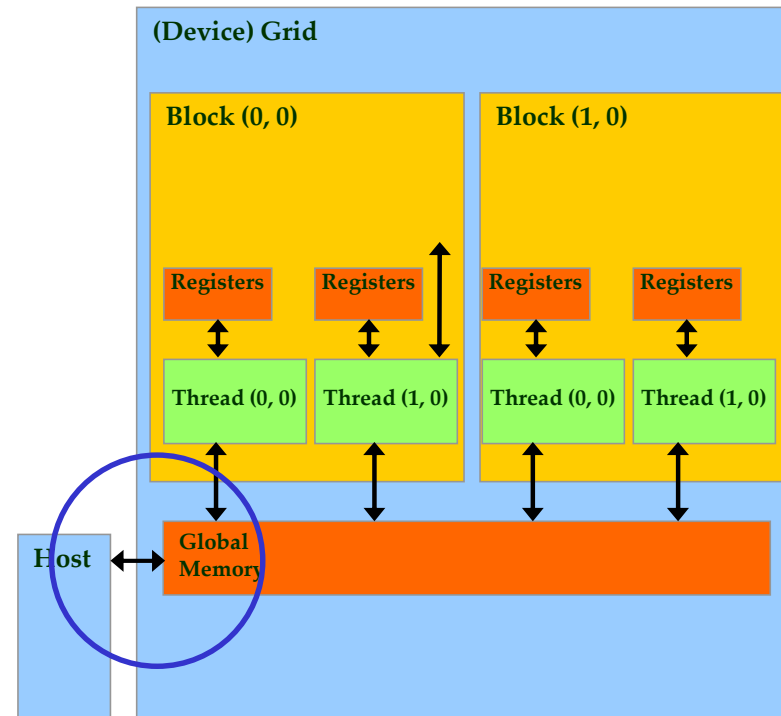 (Device) Grid
Block (0, 0)
Block (1, 0)
Registers
Registers
Registers
Registers
Thread (0, 0)
Thread (1, 0)
Thread (0, 0)
Thread (1, 0)
Host
Global
Memory